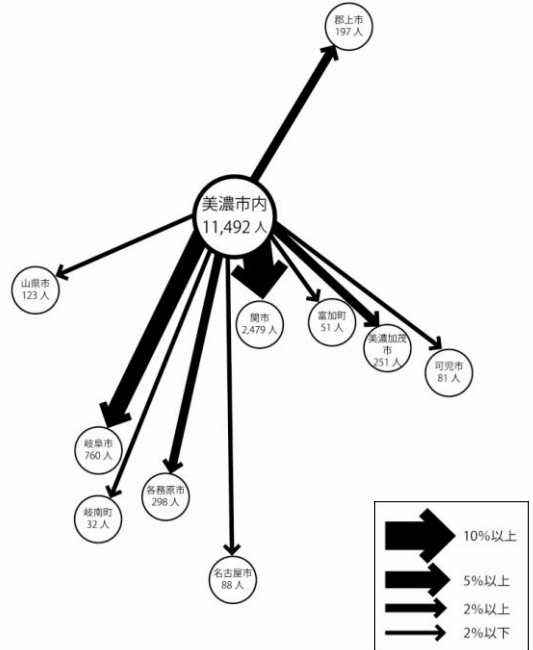 郡上市
197 人
美濃市内
11,492 人
山県市
123 人
関市
2,479 人
富加町
51 人
美濃加茂
市
251 人
可児市
81 人
岐阜市
760 人
各務原市
298 人
岐南町
32 人
名古屋市
88 人
10%以上
5%以上
2%以上
2%以下